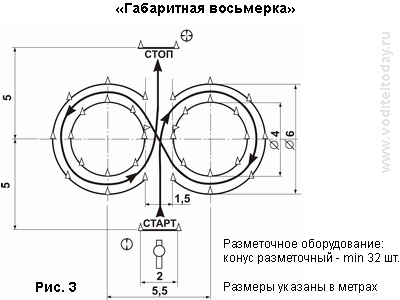 «Габаритная восьмерка»
www.voditeltoday.ru
СТОП
5
⌀ 4
⌀ 6
5
1,5
СТАРТ
2
5,5
Разметочное оборудование:
конус разметочный - min 32 шт.
Рис. 3
Размеры указаны в метрах